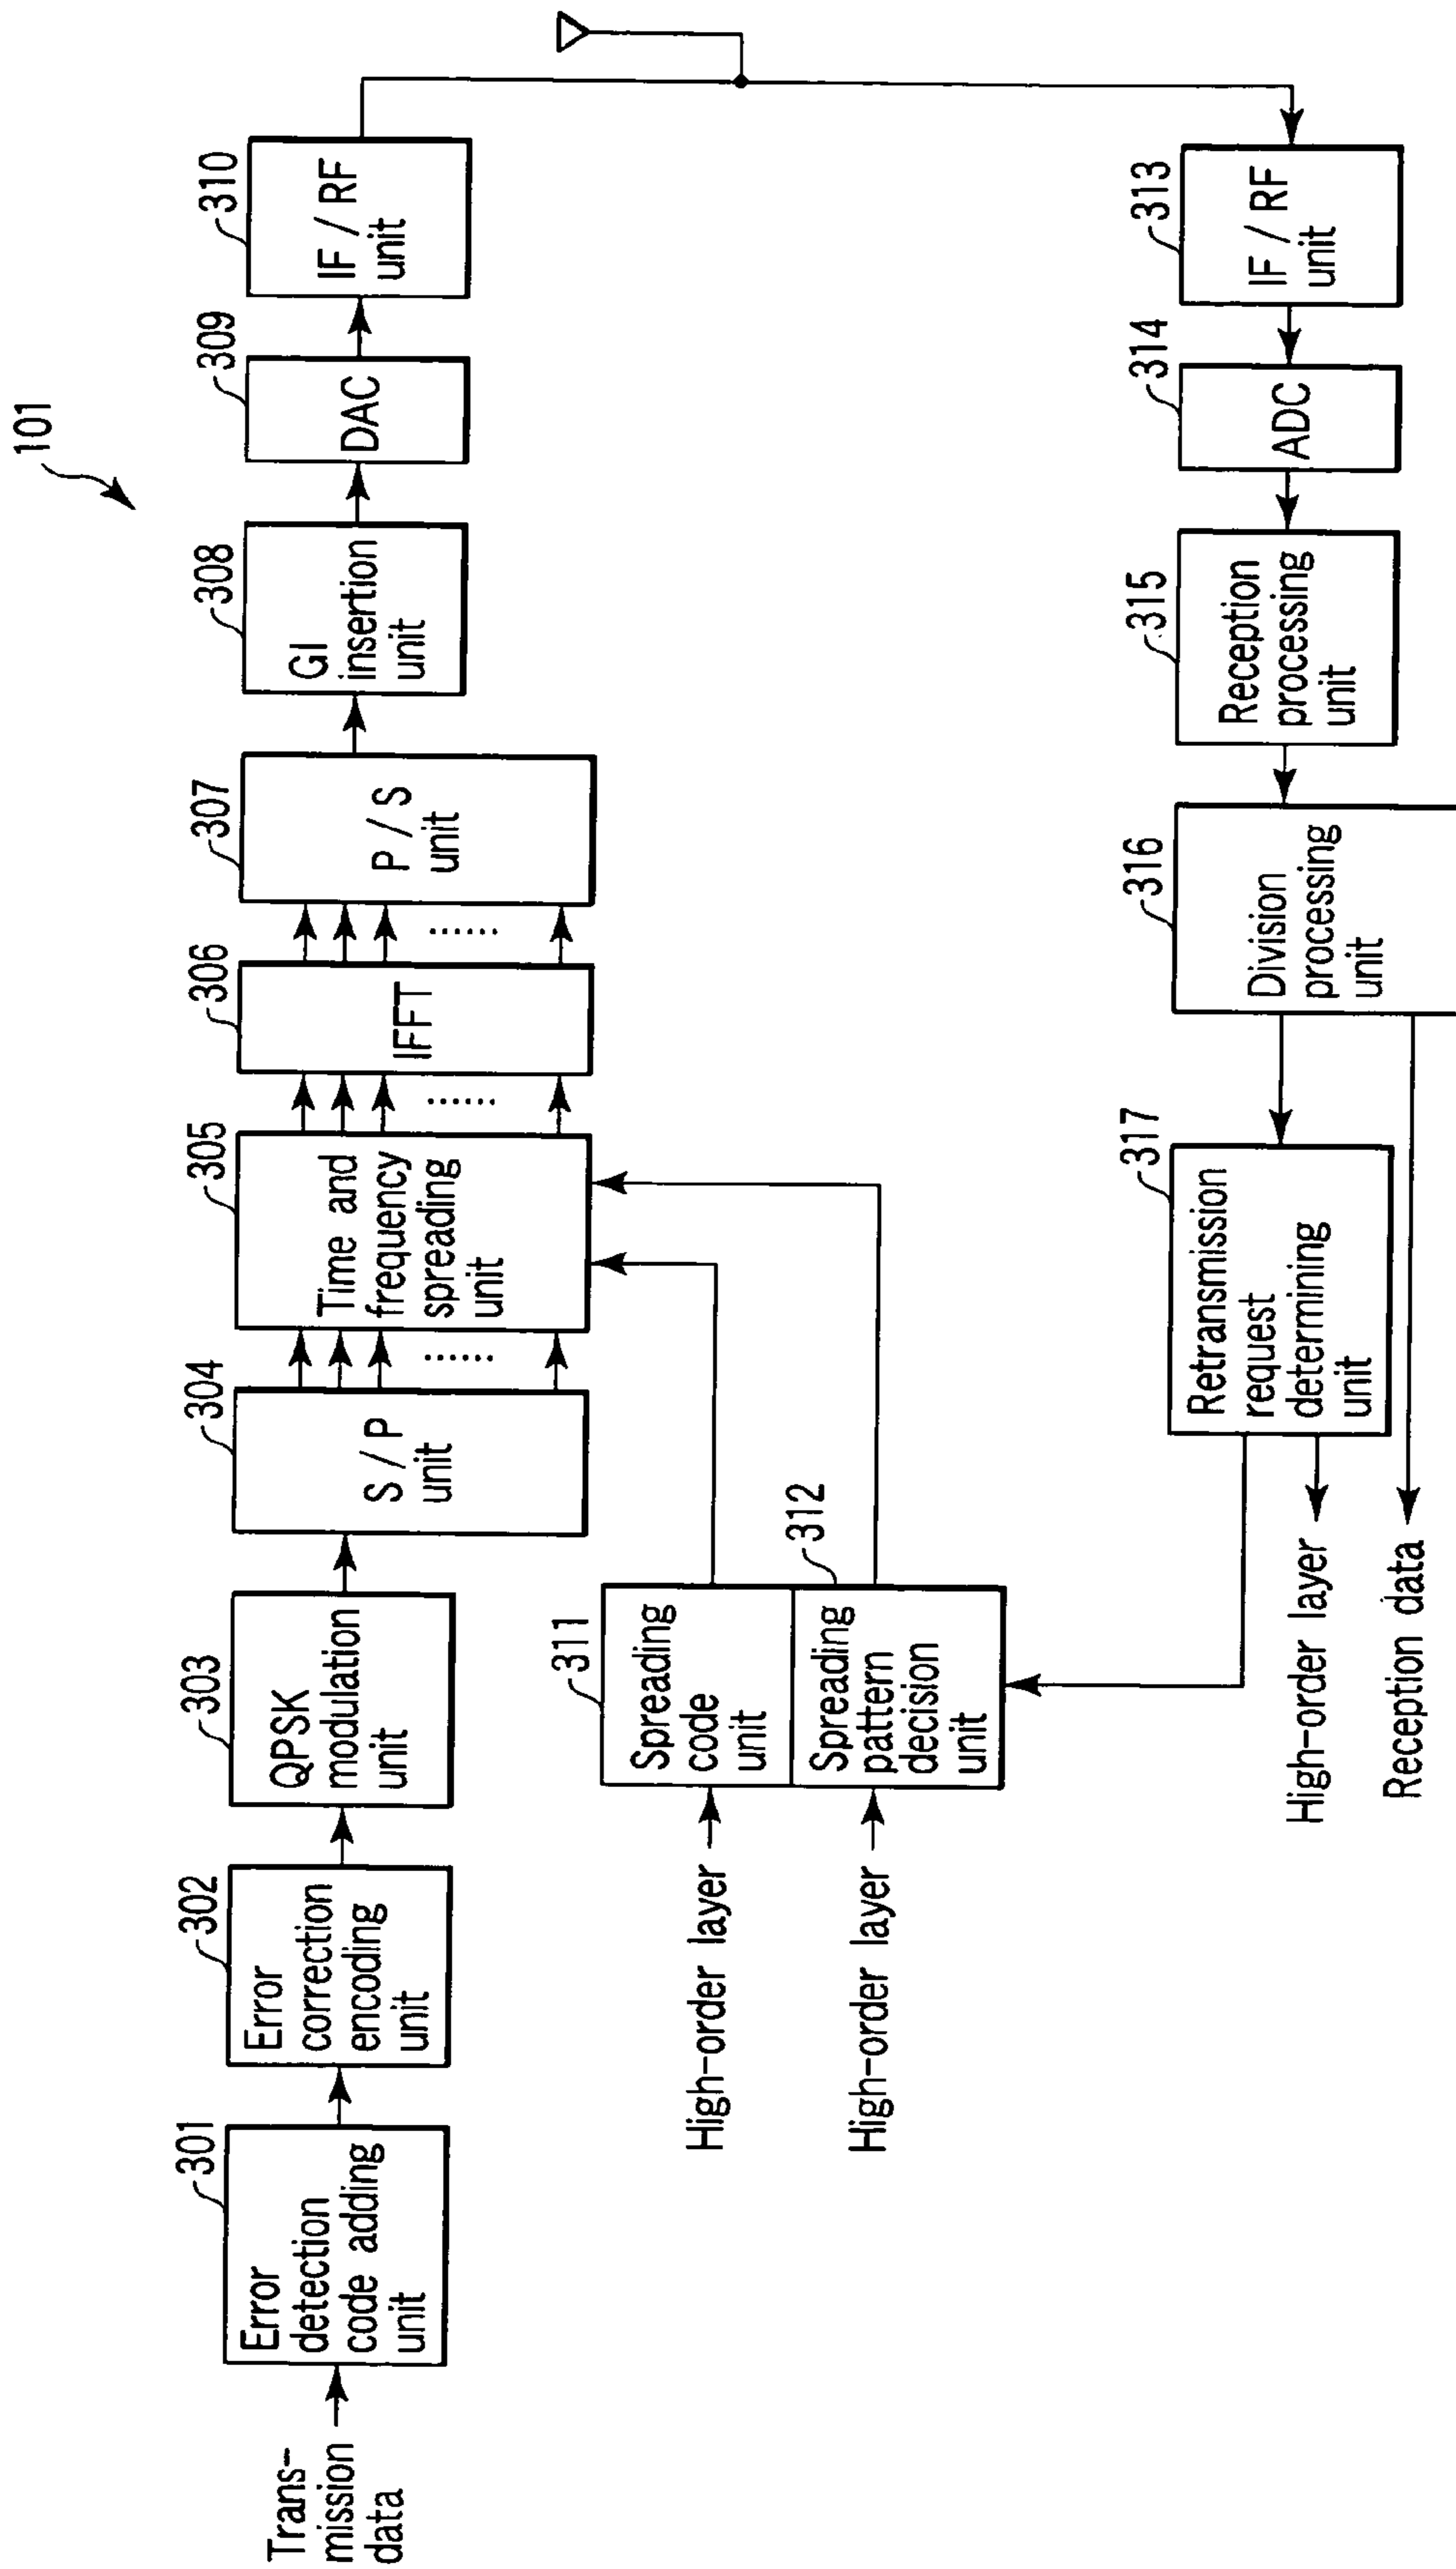 101
301
Error
detection
code adding
unit
302
Error
correction
encoding
unit
303
QPSK
modulation
unit
304
S / P
unit
305
Time and
frequency
spreading
unit
306
IFFT
307
P / S
unit
308
GI
insertion
unit
309
DAC
310
IF / RF
unit
Trans-
mission
data
......
......
......
311
Spreading
code
unit
312
Spreading
pattern
decision
unit
High-order layer
High-order layer
313
IF / RF
unit
314
ADC
315
Reception
processing
unit
316
Division
processing
unit
317
Retransmission
request
determining
unit
High-order layer
Reception data